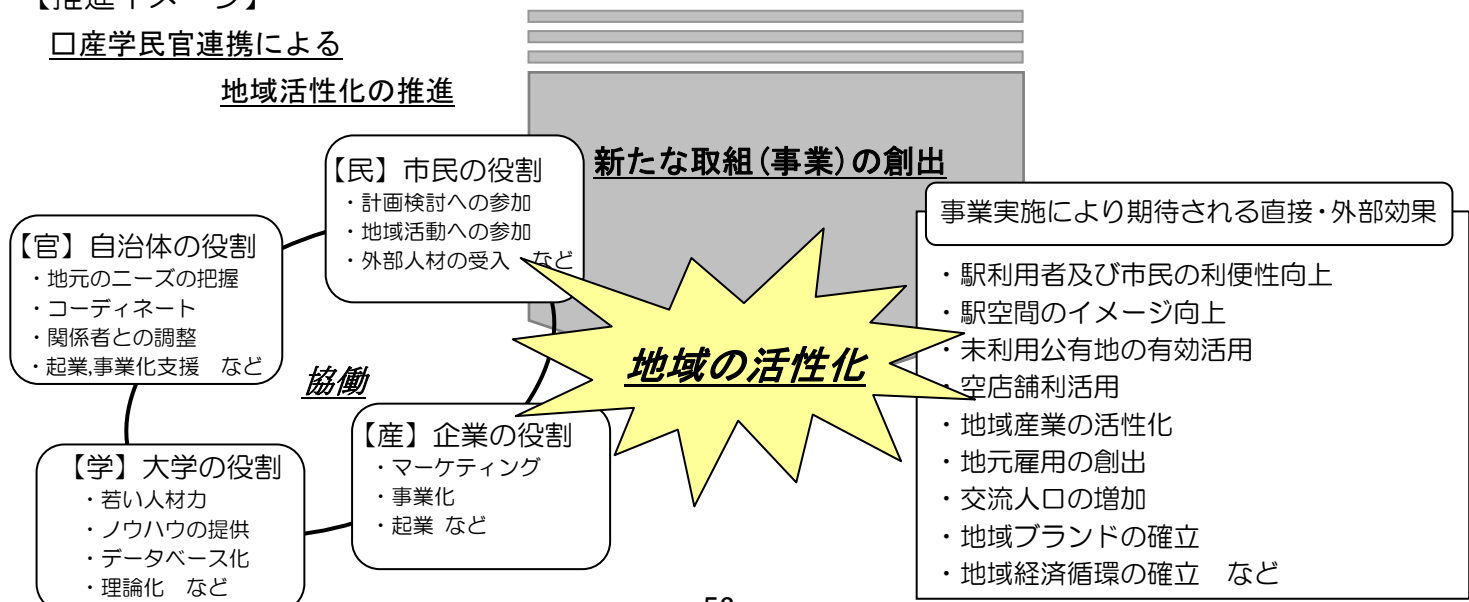 【推進イメージ】
□産学民官連携による
地域活性化の推進
新たな取組(事業)の創出
【民】市民の役割
・計画検討への参加
・地域活動への参加
・外部人材の受入　など
【官】自治体の役割
・地元のニーズの把握
・コーディネート
・関係者との調整
・起業,事業化支援　など
協働
【学】大学の役割
・若い人材力
・ノウハウの提供
・データベース化
・理論化　など
【産】企業の役割
・マーケティング
・事業化
・起業 など
地域の活性化
事業実施により期待される直接・外部効果
・駅利用者及び市民の利便性向上
・駅空間のイメージ向上
・未利用公有地の有効活用
・空店舗利活用
・地域産業の活性化
・地元雇用の創出
・交流人口の増加
・地域ブランドの確立
・地域経済循環の確立　など